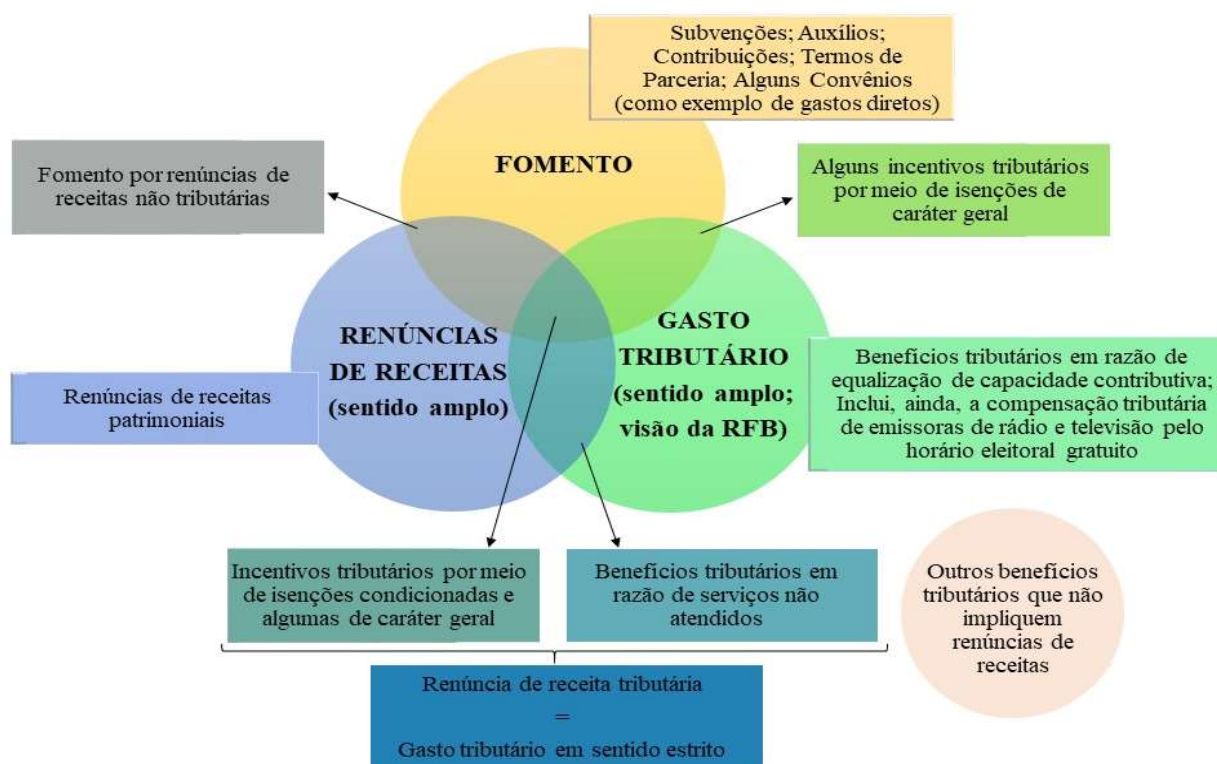 Subvenções; Auxílios;
Contribuições; Termos de
Parceria; Alguns Convênios
(como exemplo de gastos diretos)
FOMENTO
Fomento por renúncias de
receitas não tributárias
Alguns incentivos tributários
por meio de isenções de
caráter geral
RENÚNCIAS
DE RECEITAS
(sentido amplo)
GASTO
TRIBUTÁRIO
(sentido amplo;
visão da RFB)
Renúncias de receitas
patrimoniais
Benefícios tributários em razão de
equalização de capacidade contributiva;
Inclui, ainda, a compensação tributária
de emissoras de rádio e televisão pelo
horário eleitoral gratuito
Incentivos tributários por meio
de isenções condicionadas e
algumas de caráter geral
Benefícios tributários em
razão de serviços não
atendidos
Outros benefícios
tributários que não
impliquem
renúncias de
receitas
Renúncia de receita tributária
=
Gasto tributário em sentido estrito